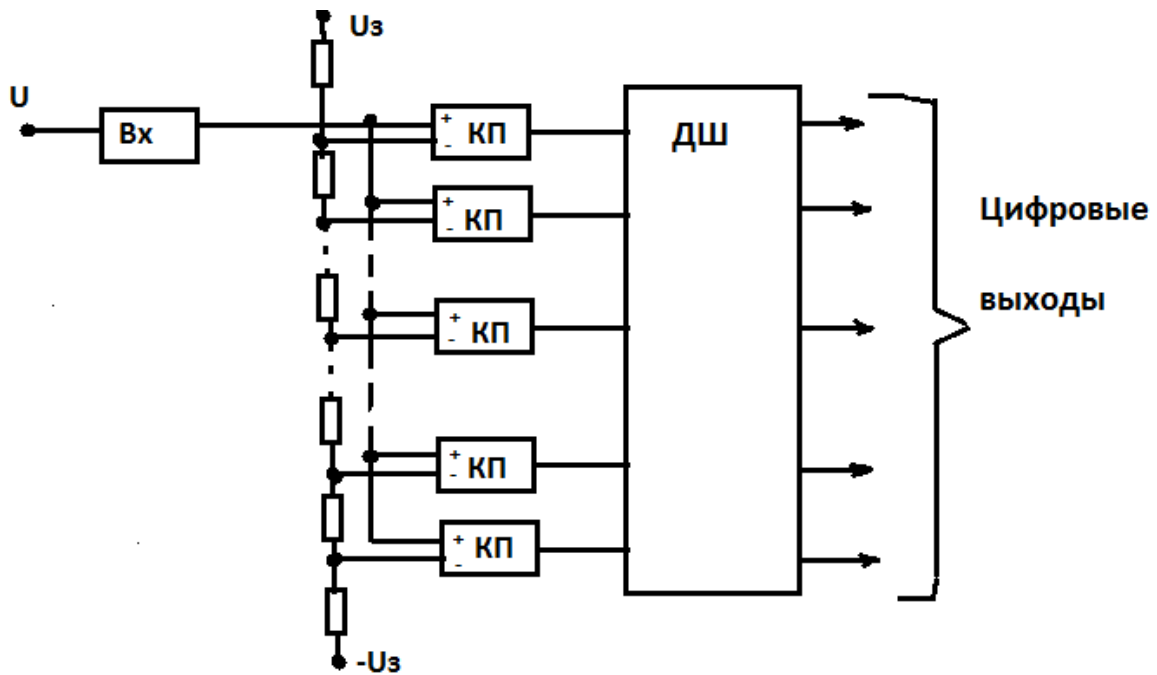 Uз
U
Вх
+
-
КП
ДШ
+
-
КП
Цифровые
выходы
+
-
КП
+
-
КП
+
-
КП
-Uз